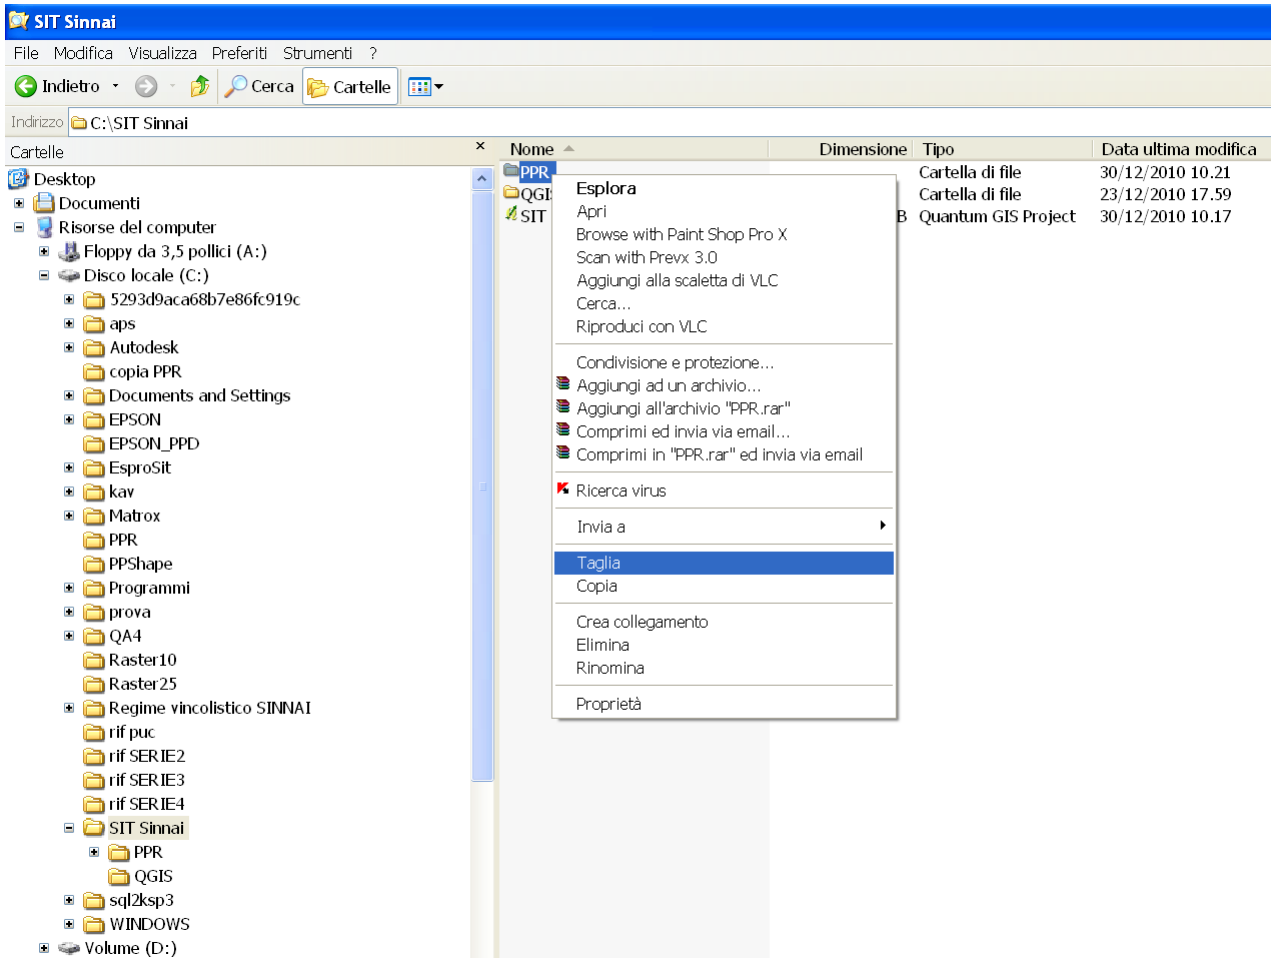 SIT Sinnai
File Modifica Visualizza Preferiti Strumenti ?
Indietro Cerca Cartelle
Indirizzo C:\SIT Sinnai
Cartelle ×
Desktop
Documenti
Risorse del computer
Floppy da 3,5 pollici (A:)
Disco locale (C:)
5293d9aca68b7e86fc919c
aps
Autodesk
copia PPR
Documents and Settings
EPSON
EPSON_PPD
EsproSit
kav
Matrox
PPR
PPShape
Programmi
prova
QA4
Raster10
Raster25
Regime vincolistico SINNAI
rif puc
rif SERIE2
rif SERIE3
rif SERIE4
SIT Sinnai
PPR
QGIS
sql2ksp3
WINDOWS
Volume (D:)
Nome Dimensione Tipo Data ultima modifica
PPR Cartella di file 30/12/2010 10.21
QGI Cartella di file 23/12/2010 17.59
SIT B Quantum GIS Project 30/12/2010 10.17
Esplora
Apri
Browse with Paint Shop Pro X
Scan with Prevx 3.0
Aggiungi alla scaletta di VLC
Cerca...
Riproduci con VLC
Condivisione e protezione...
Aggiungi ad un archivio...
Aggiungi all'archivio "PPR.rar"
Comprimi ed invia via email...
Comprimi in "PPR.rar" ed invia via email
Ricerca virus
Invia a
Taglia
Copia
Crea collegamento
Elimina
Rinomina
Proprietà